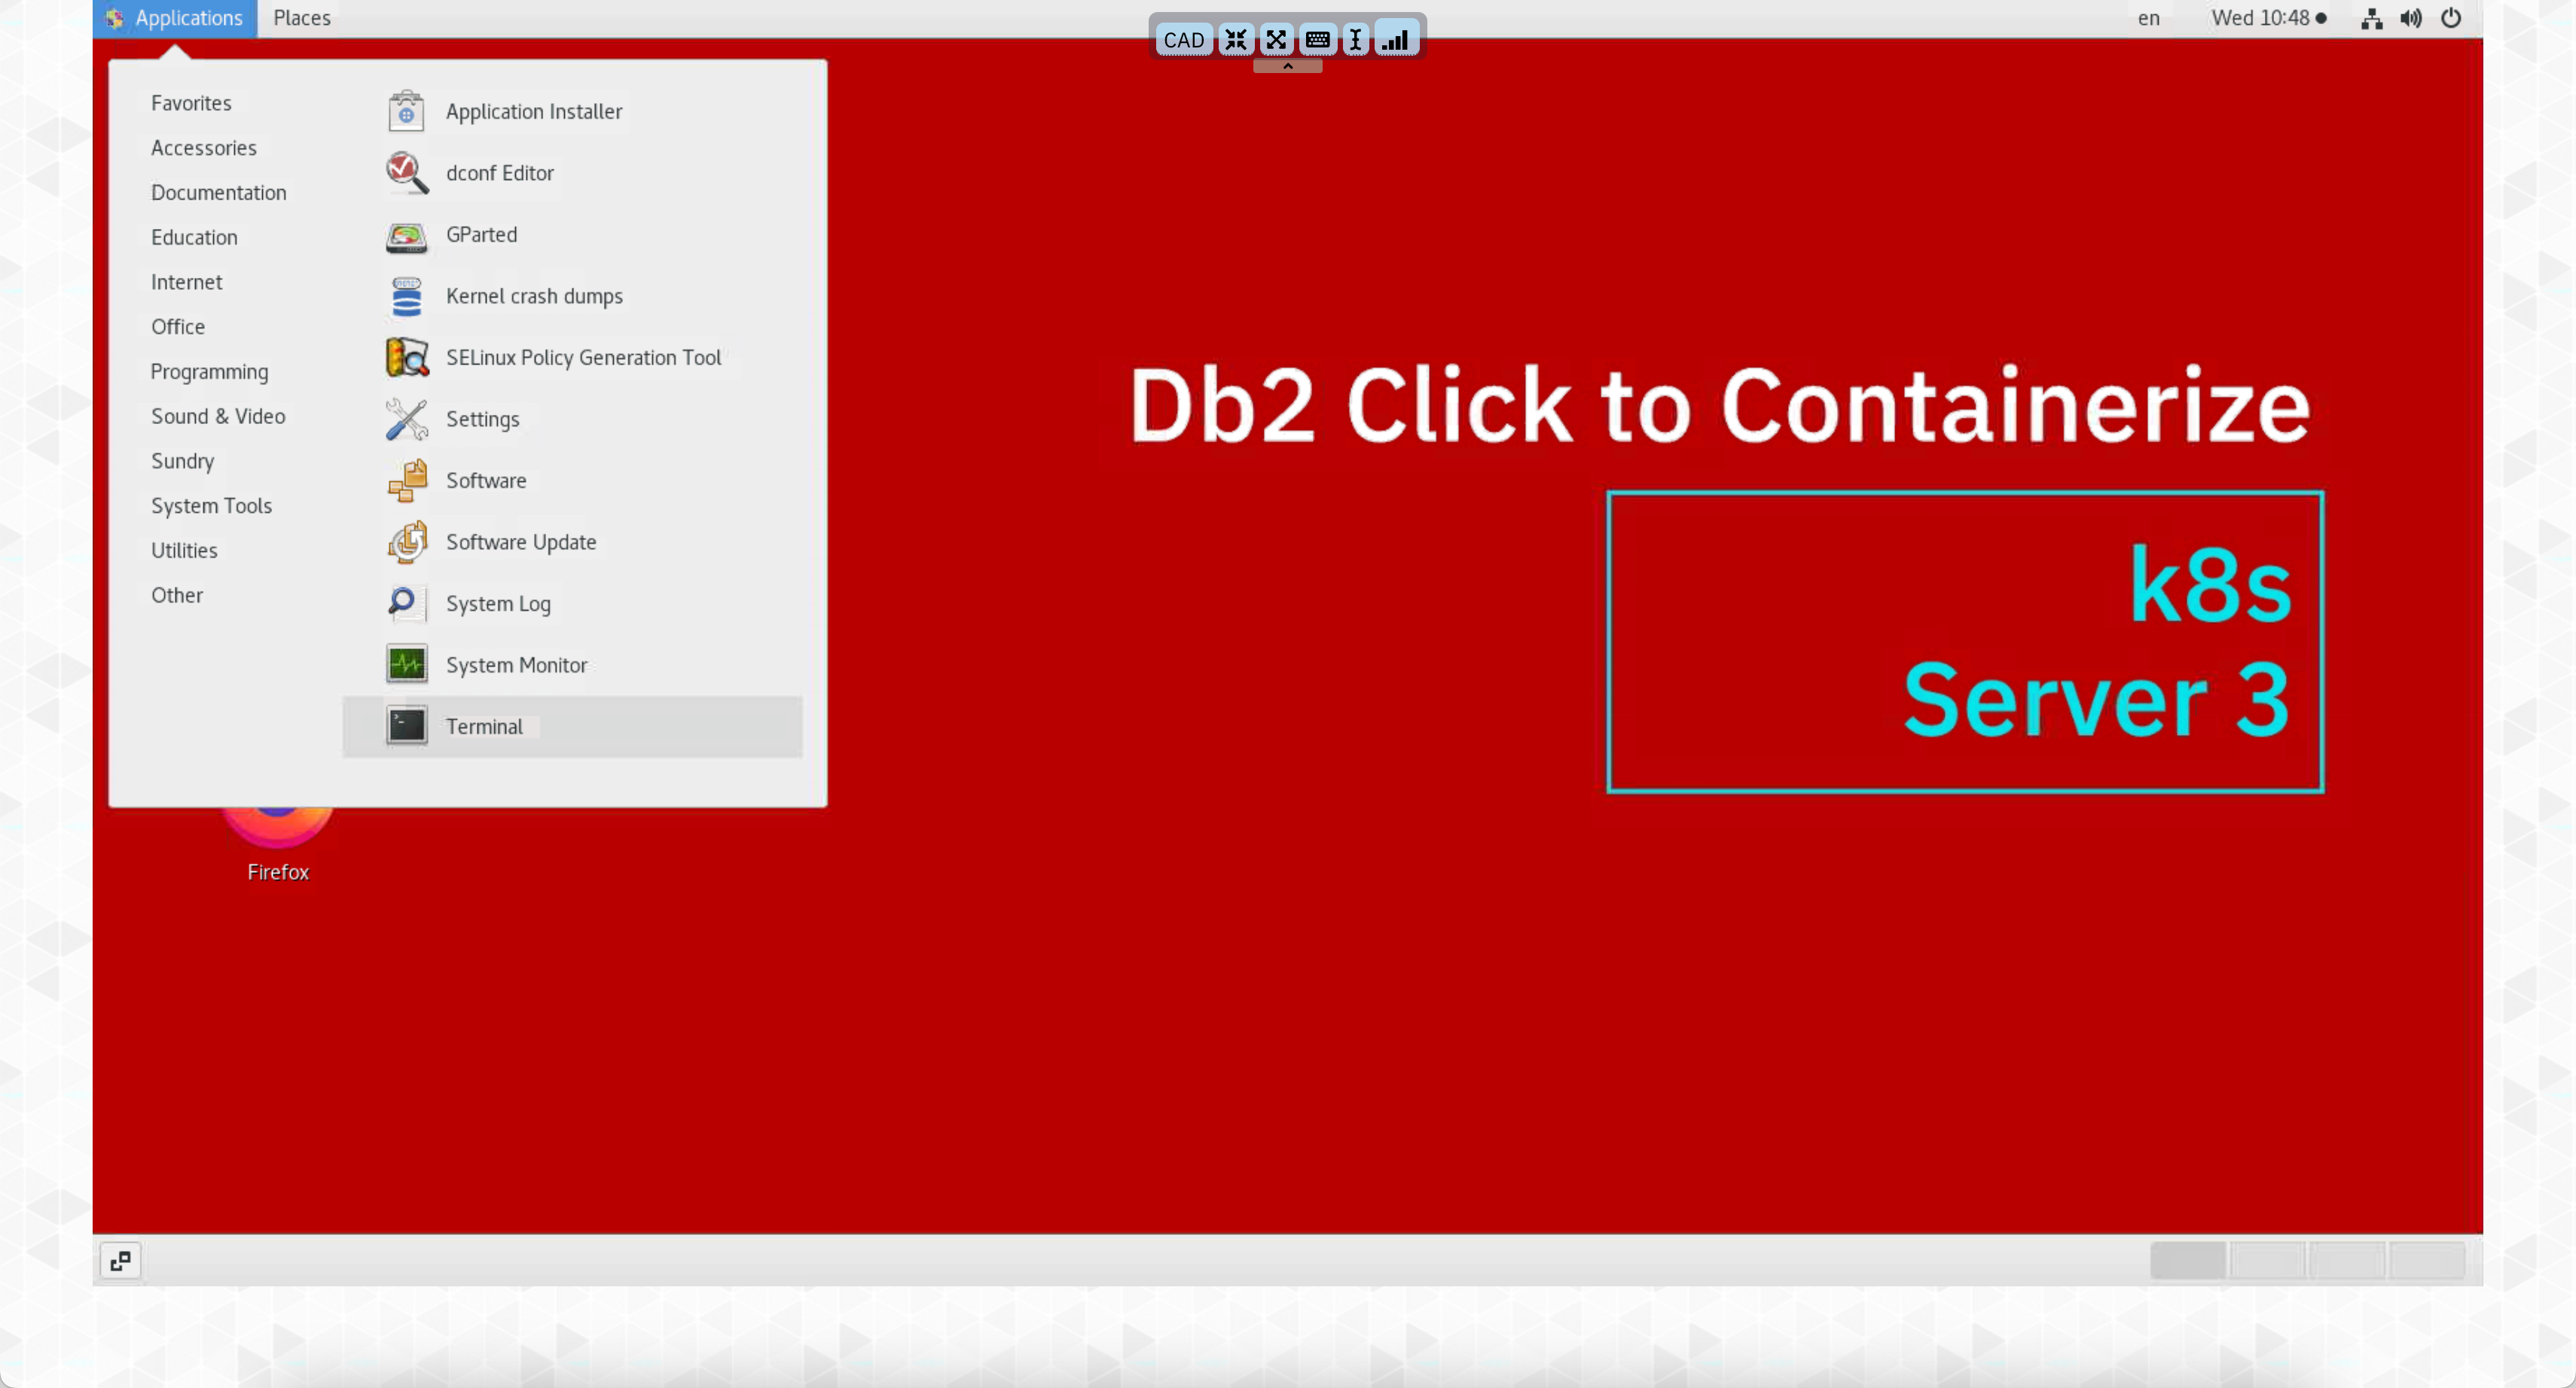 Applications Places
CAD
en Wed 10:48
Favorites
Accessories
Documentation
Education
Internet
Office
Programming
Sound & Video
Sundry
System Tools
Utilities
Other
Application Installer
dconf Editor
GParted
Kernel crash dumps
SELinux Policy Generation Tool
Settings
Software
Software Update
System Log
System Monitor
Terminal
Firefox
Db2 Click to Containerize
k8s
Server 3